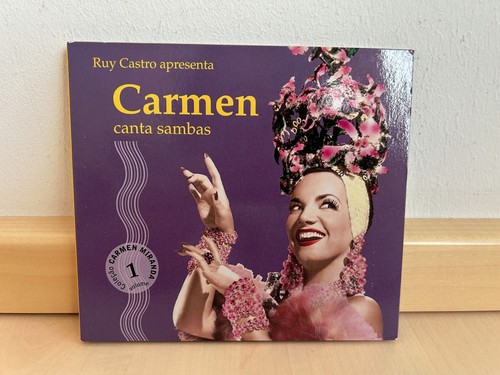 Ruy Castro apresenta
Carmen
canta sambas
Coleção CARMEN MIRANDA
1
volume